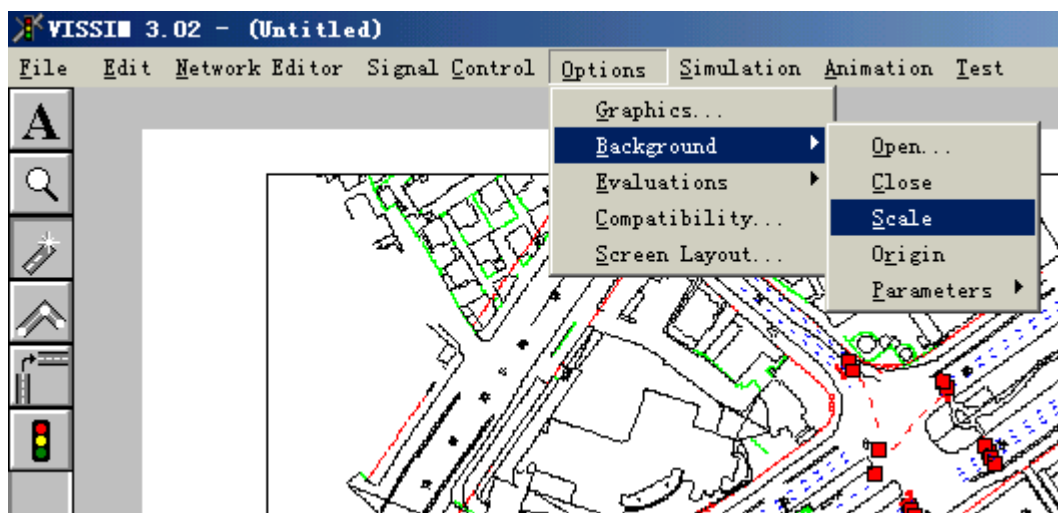 VISSIM 3.02 - (Untitled)
File Edit Network Editor Signal Control Options Simulation Animation Test
Graphics...
Background
Evaluations
Compatibility...
Screen Layout...
Open...
Close
Scale
Origin
Parameters
A